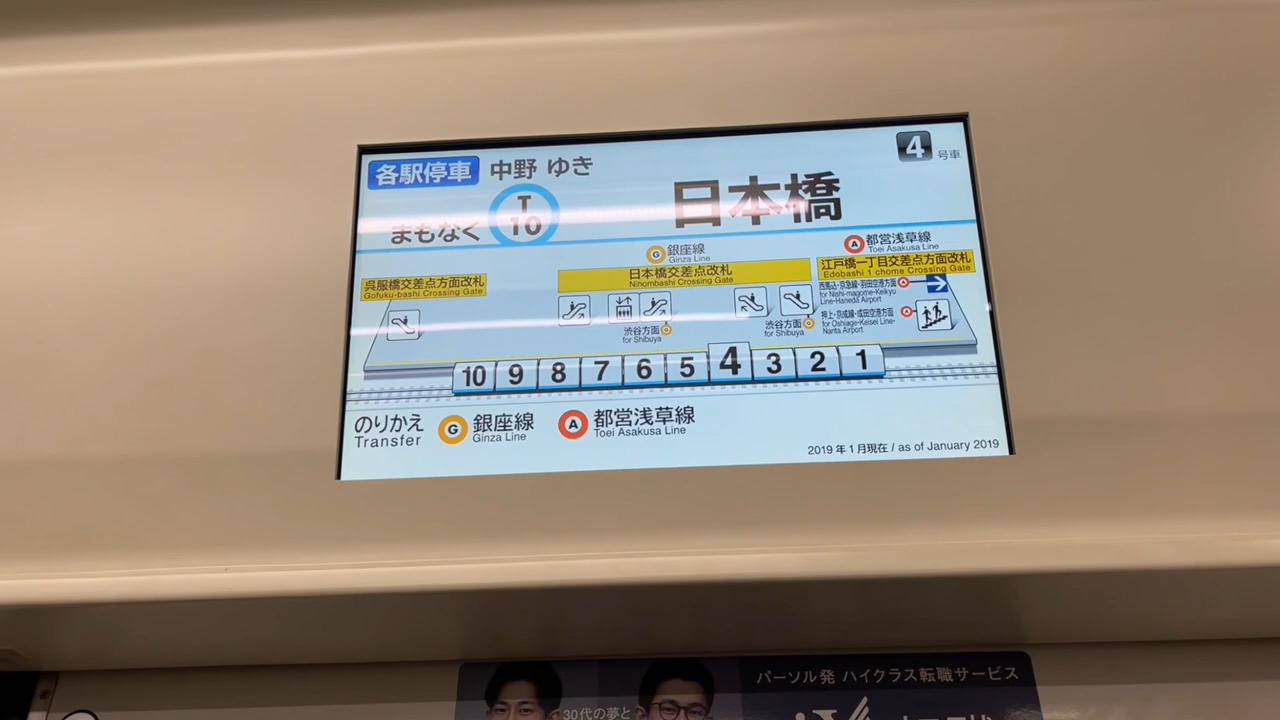 各駅停車 中野 ゆき
4 号車
まもなく
T
10
日本橋
G 銀座線
Ginza Line
A 都営浅草線
Toei Asakusa Line
呉服橋交差点方面改札
Gofuku-bashi Crossing Gate
日本橋交差点改札
Nihombashi Crossing Gate
江戸橋一丁目交差点方面改札
Edobashi 1 chome Crossing Gate
西馬込・京急線・羽田空港方面 A
for Nishi-magome-Keikyu
Line-Haneda Airport
押上・京成線・成田空港方面 A
for Oshiage-Keisei Line-
Narita Airport
渋谷方面 G
for Shibuya
渋谷方面 G
for Shibuya
10 9 8 7 6 5 4 3 2 1
のりかえ
Transfer
G 銀座線
Ginza Line
A 都営浅草線
Toei Asakusa Line
2019年1月現在 / as of January 2019
パーソル発 ハイクラス転職サービス
30代の夢と